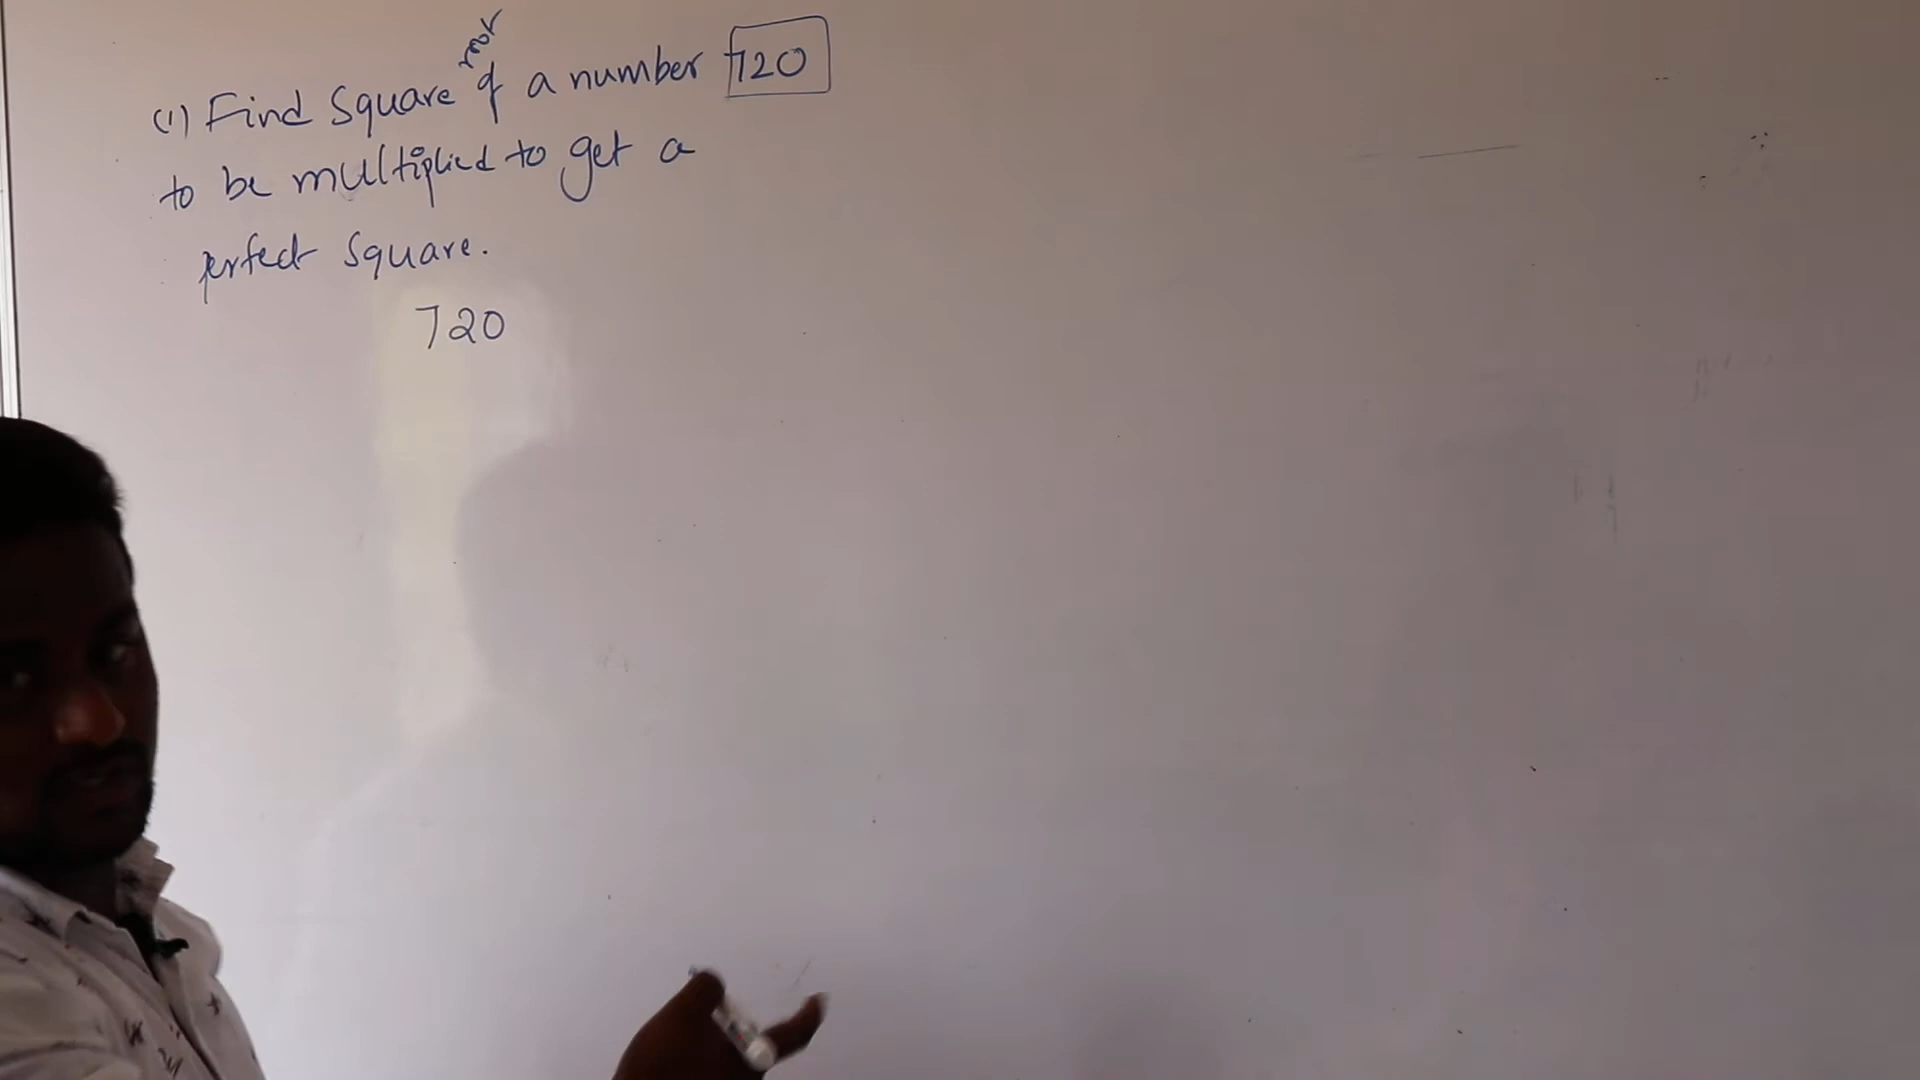 (1) Find Square root of a number 720
to be multiplied to get a
perfect square.
720